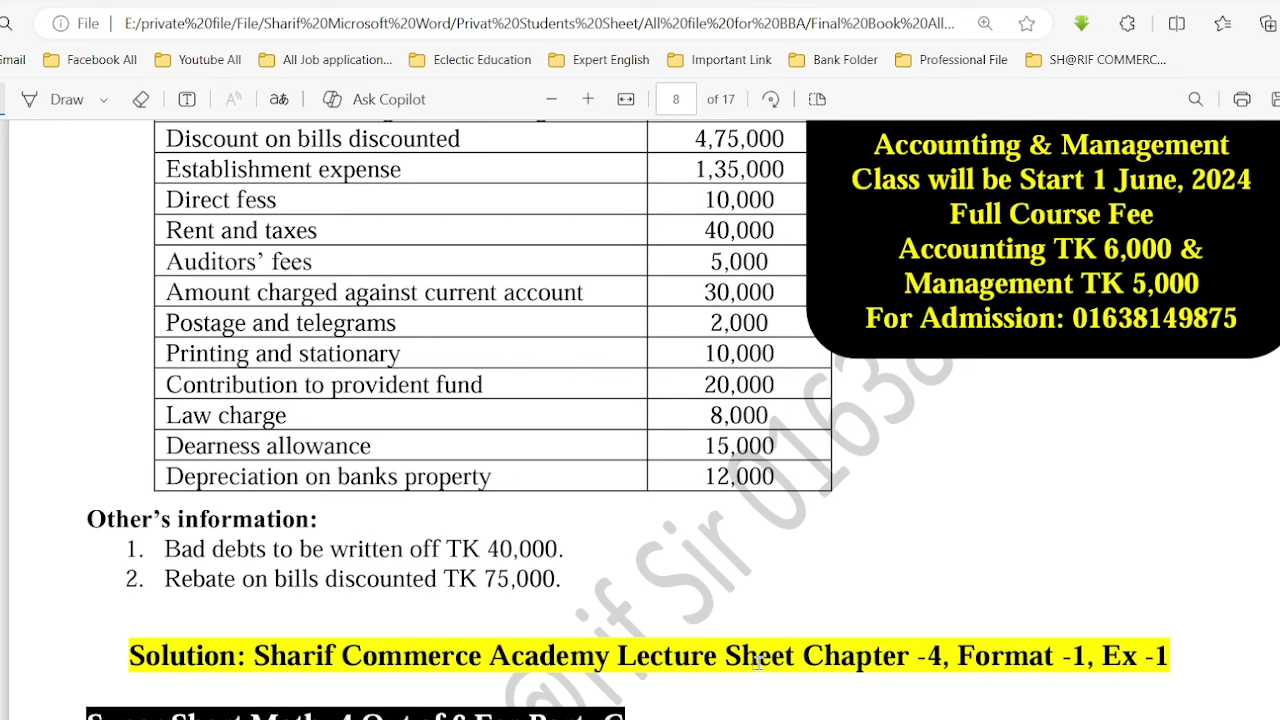 File E:/private%20file/File/Sharif%20Microsoft%20Word/Privat%20Students%20Sheet/All%20file%20for%20BBA/Final%20Book%20All...
Facebook All Youtube All All Job application... Eclectic Education Expert English Important Link Bank Folder Professional File SH@RIF COMMERC...
Draw Ask Copilot 8 of 17
Discount on bills discounted 4,75,000
Establishment expense 1,35,000
Direct fess 10,000
Rent and taxes 40,000
Auditors' fees 5,000
Amount charged against current account 30,000
Postage and telegrams 2,000
Printing and stationary 10,000
Contribution to provident fund 20,000
Law charge 8,000
Dearness allowance 15,000
Depreciation on banks property 12,000
Accounting & Management
Class will be Start 1 June, 2024
Full Course Fee
Accounting TK 6,000 &
Management TK 5,000
For Admission: 01638149875
Other's information:
1. Bad debts to be written off TK 40,000.
2. Rebate on bills discounted TK 75,000.
Solution: Sharif Commerce Academy Lecture Sheet Chapter -4, Format -1, Ex -1